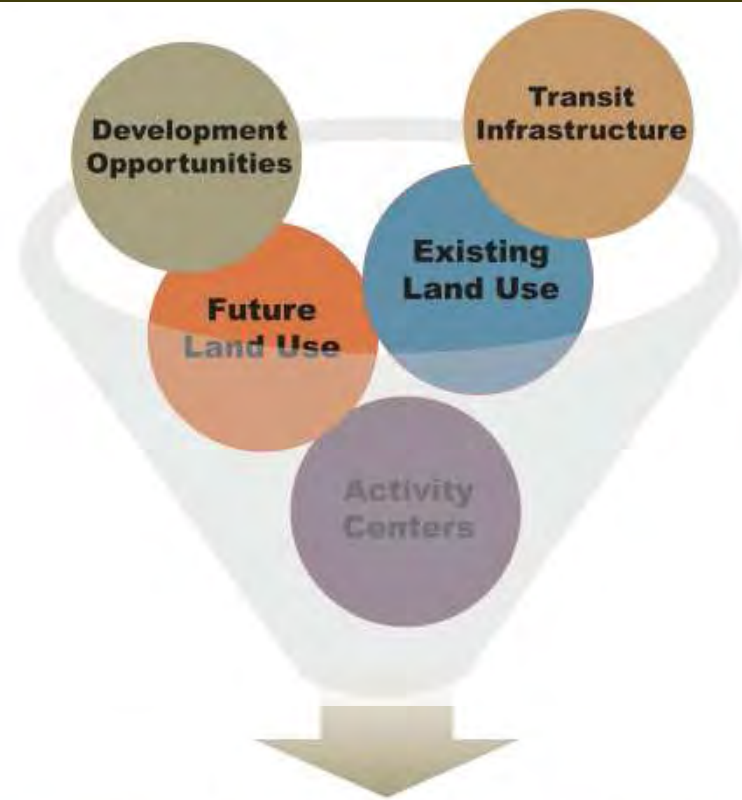 Development
Opportunities
Transit
Infrastructure
Existing
Land Use
Future
Land Use
Activity
Centers